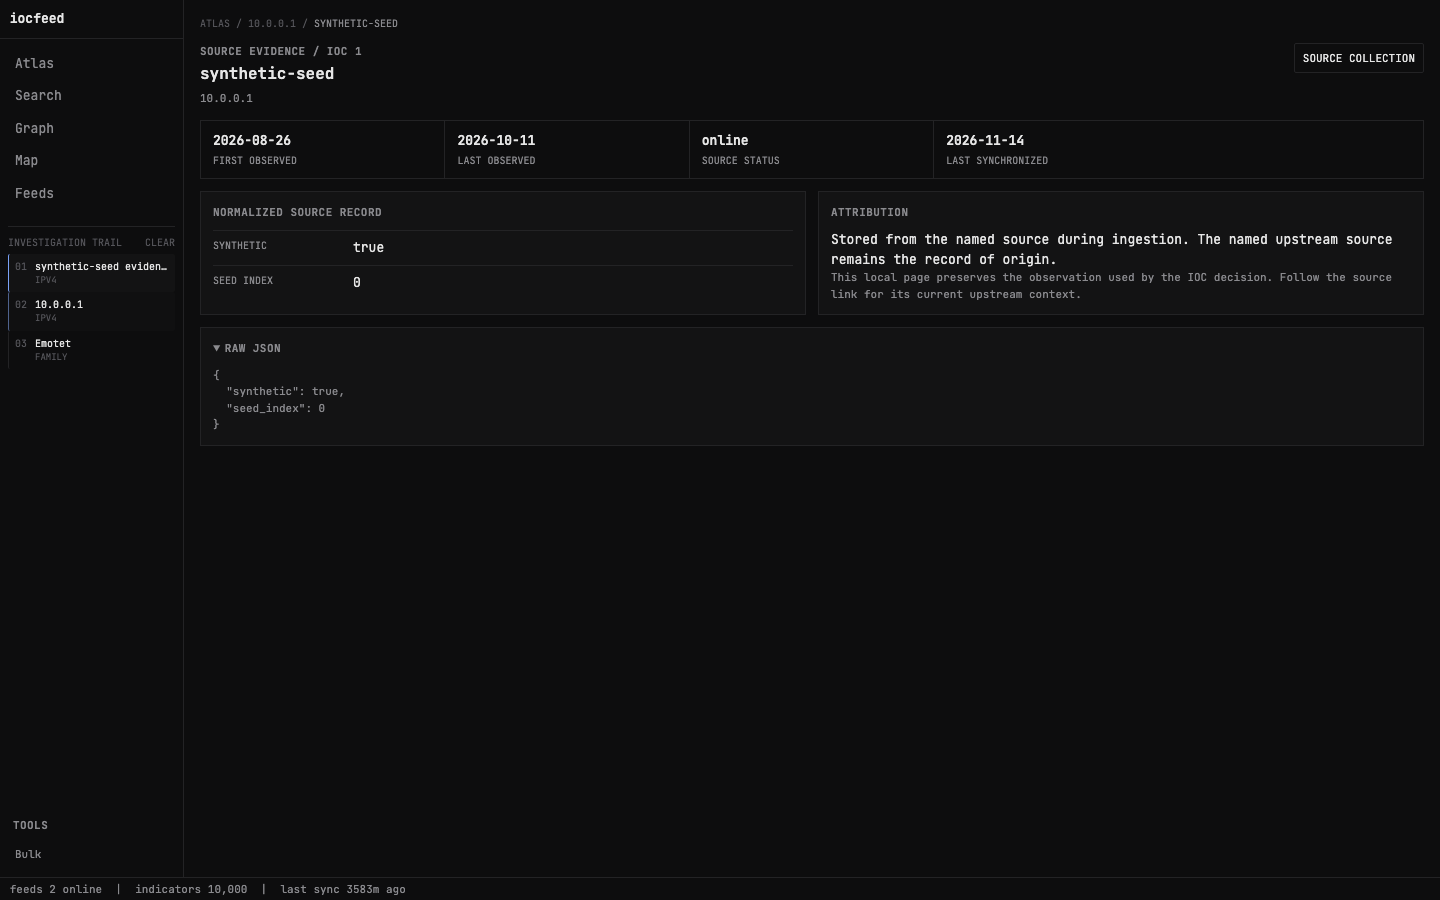 iocfeed
Atlas
Search
Graph
Map
Feeds
INVESTIGATION TRAIL CLEAR
01 synthetic-seed eviden…
IPV4
02 10.0.0.1
IPV4
03 Emotet
FAMILY
TOOLS
Bulk
ATLAS / 10.0.0.1 / SYNTHETIC-SEED
SOURCE EVIDENCE / IOC 1
synthetic-seed
10.0.0.1
SOURCE COLLECTION
2026-08-26
FIRST OBSERVED
2026-10-11
LAST OBSERVED
online
SOURCE STATUS
2026-11-14
LAST SYNCHRONIZED
NORMALIZED SOURCE RECORD
SYNTHETIC true
SEED INDEX 0
ATTRIBUTION
Stored from the named source during ingestion. The named upstream source
remains the record of origin.
This local page preserves the observation used by the IOC decision. Follow the source
link for its current upstream context.
▼ RAW JSON
{
"synthetic": true,
"seed_index": 0
}
feeds 2 online | indicators 10,000 | last sync 3583m ago